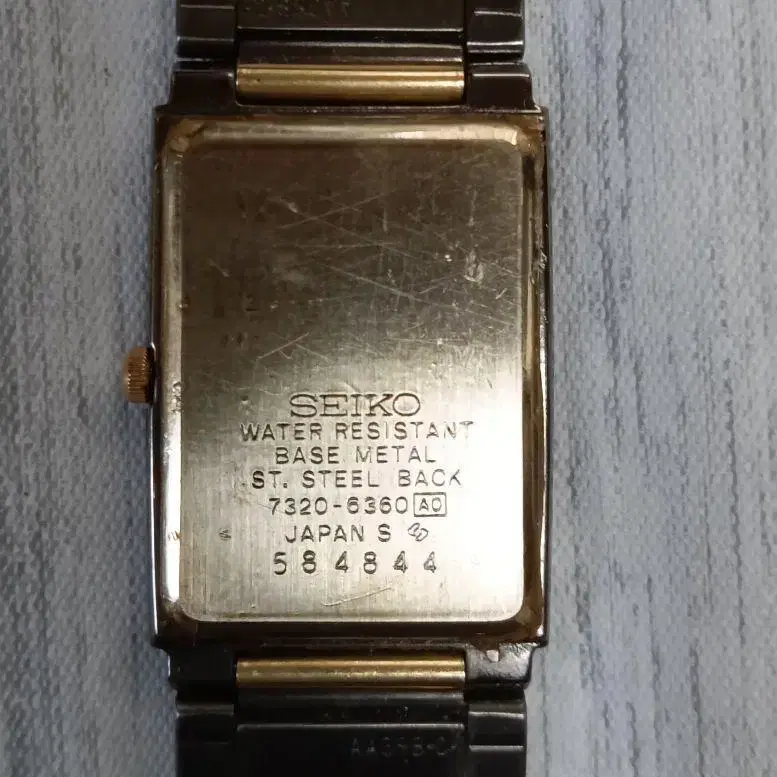 SEIKO
WATER RESISTANT
BASE METAL
ST. STEEL BACK
7320-6360 A0
JAPAN S
584844